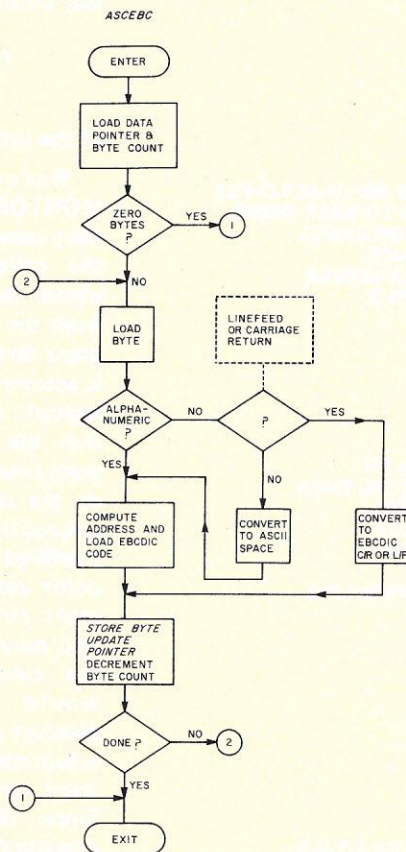 ASCEBC
ENTER
LOAD DATA
POINTER &
BYTE COUNT
ZERO
BYTES
?
YES
1
2
NO
LOAD
BYTE
LINEFEED
OR CARRIAGE
RETURN
ALPHA-
NUMERIC
?
NO
?
YES
YES
NO
COMPUTE
ADDRESS AND
LOAD EBCDIC
CODE
CONVERT
TO ASCII
SPACE
CONVERT
TO
EBCDIC
C/R OR L/F
STORE BYTE
UPDATE
POINTER
DECREMENT
BYTE COUNT
DONE ?
NO
2
YES
1
EXIT